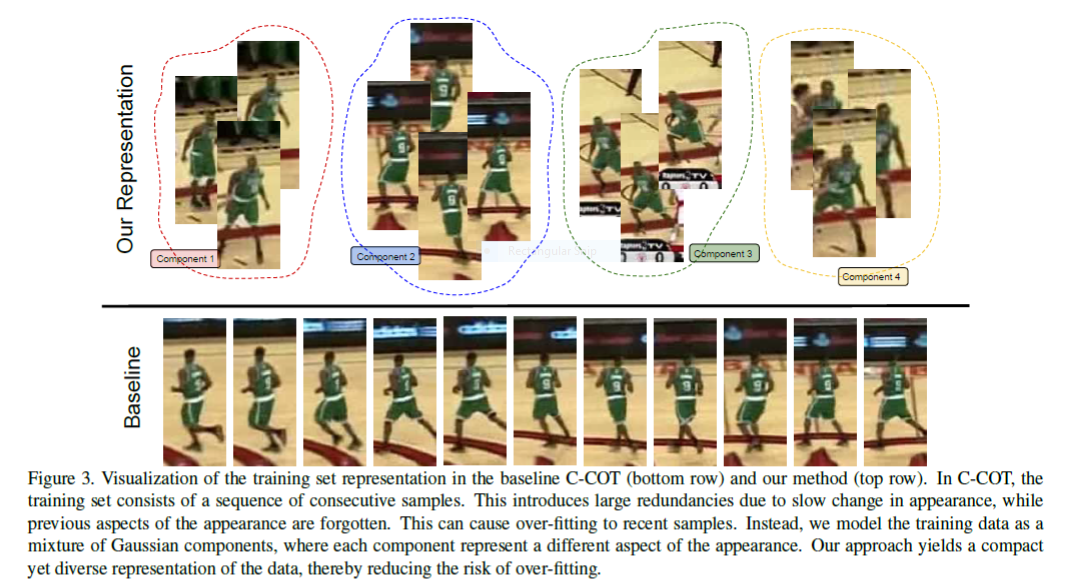 Our Representation
Component 1
Component 2
Rectangular Snip
Component 3
Component 4
Baseline
Figure 3. Visualization of the training set representation in the baseline C-COT (bottom row) and our method (top row). In C-COT, the
training set consists of a sequence of consecutive samples. This introduces large redundancies due to slow change in appearance, while
previous aspects of the appearance are forgotten. This can cause over-fitting to recent samples. Instead, we model the training data as a
mixture of Gaussian components, where each component represent a different aspect of the appearance. Our approach yields a compact
yet diverse representation of the data, thereby reducing the risk of over-fitting.